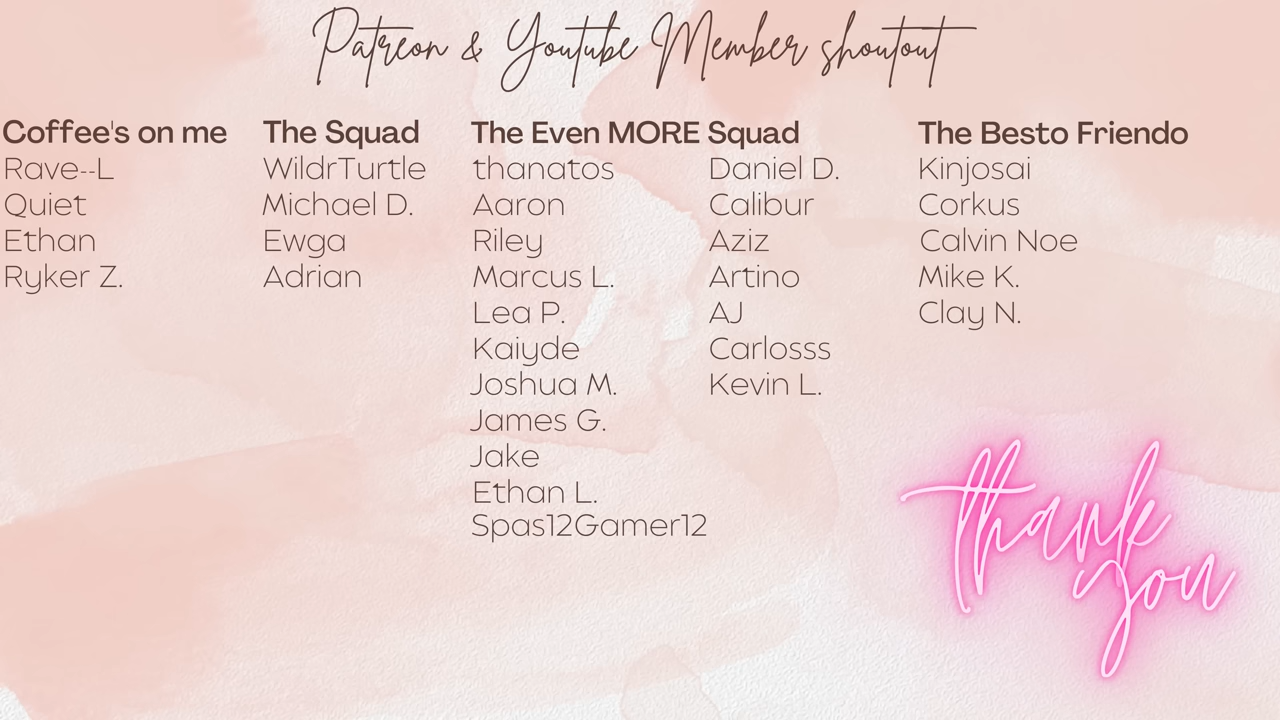 Patreon & Youtube Member shoutout
Coffee's on me
Rave--L
Quiet
Ethan
Ryker Z.
The Squad
WildrTurtle
Michael D.
Ewga
Adrian
The Even MORE Squad
thanatos
Aaron
Riley
Marcus L.
Lea P.
Kaiyde
Joshua M.
James G.
Jake
Ethan L.
Spas12Gamer12
Daniel D.
Calibur
Aziz
Artino
AJ
Carlosss
Kevin L.
The Besto Friendo
Kinjosai
Corkus
Calvin Noe
Mike K.
Clay N.
thank
you